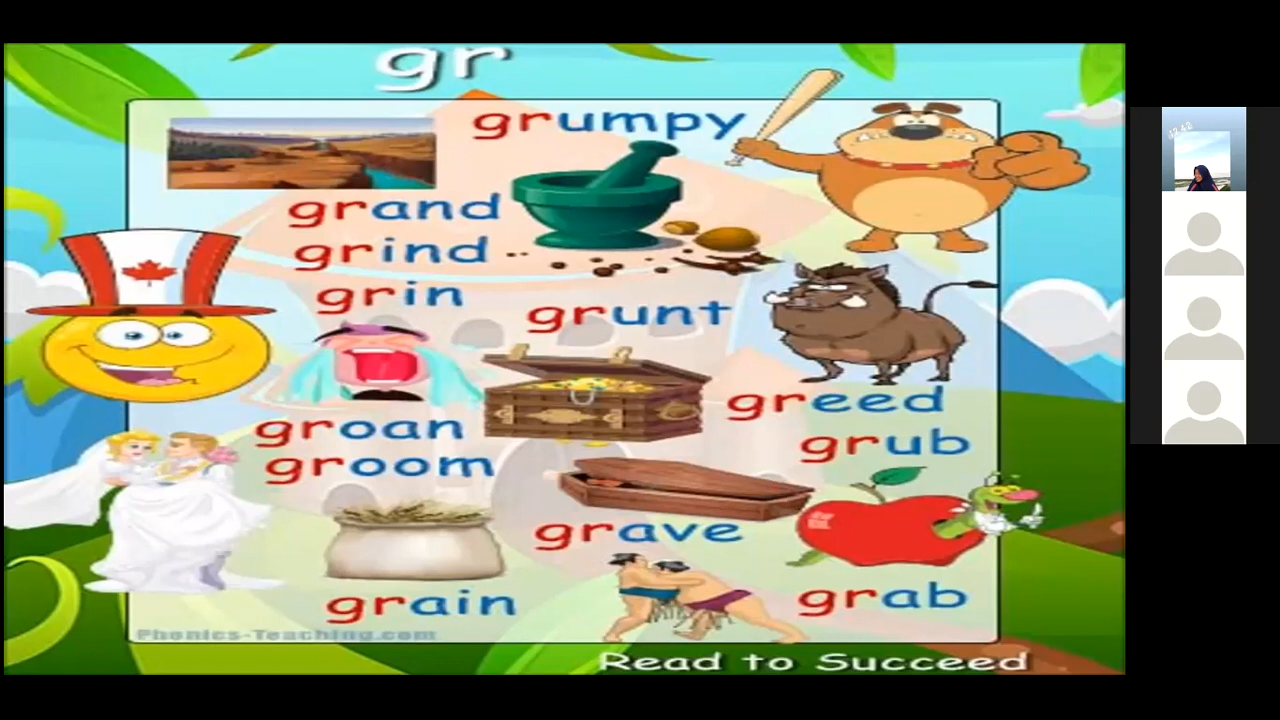 gr
grumpy
grand
grind
grin
grunt
greed
groan
grub
groom
grave
grain
grab
Phonics-Teaching.com
Read to Succeed